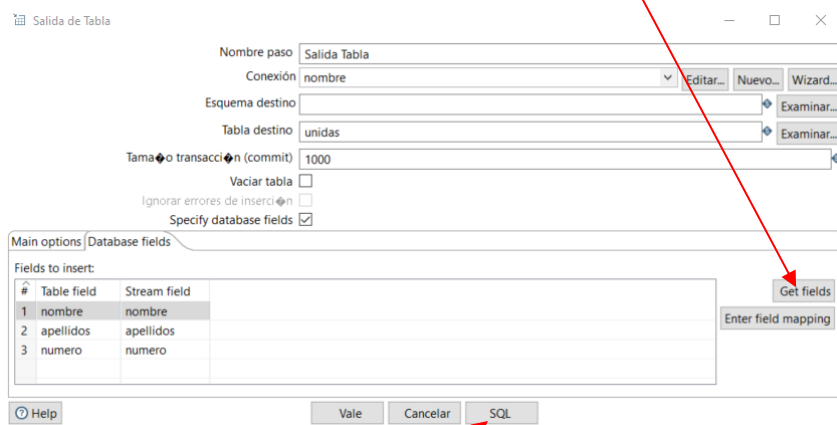 Salida de Tabla
Nombre paso Salida Tabla
Conexión nombre Editar... Nuevo... Wizard...
Esquema destino Examinar...
Tabla destino unidas Examinar...
Tama�o transacci�n (commit) 1000
Vaciar tabla
Ignorar errores de inserci�n
Specify database fields
Main options Database fields
Fields to insert:
# Table field Stream field Get fields
1 nombre nombre
Enter field mapping
2 apellidos apellidos
3 numero numero
Help Vale Cancelar SQL